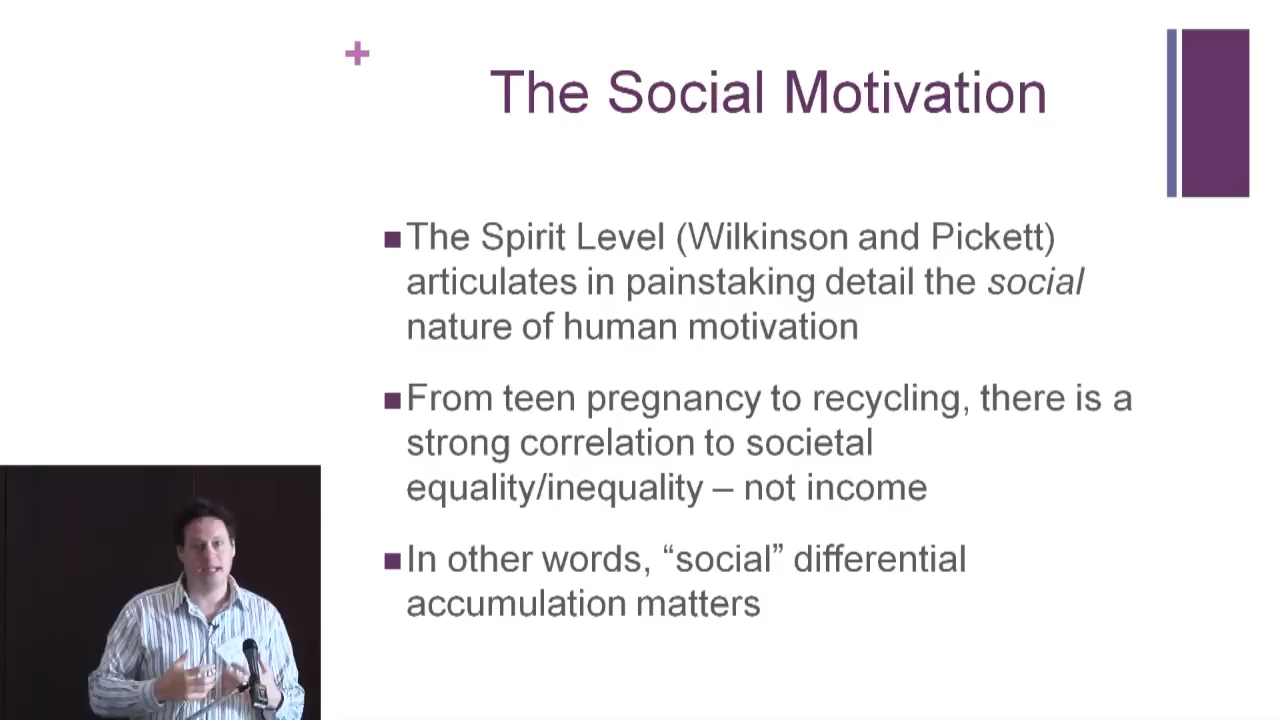 The Social Motivation
The Spirit Level (Wilkinson and Pickett)
articulates in painstaking detail the social
nature of human motivation
From teen pregnancy to recycling, there is a
strong correlation to societal
equality/inequality – not income
In other words, “social” differential
accumulation matters